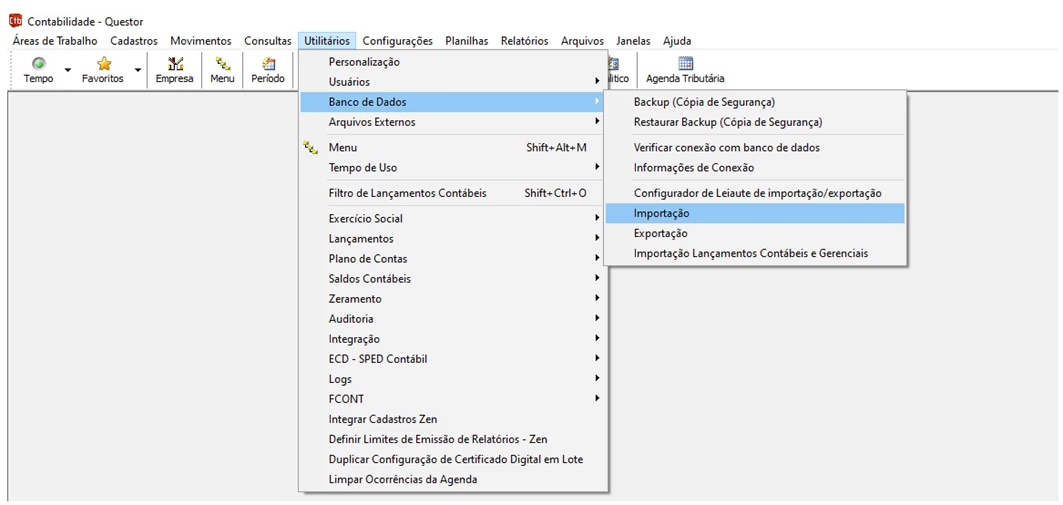 Ctb Contabilidade - Questor
Áreas de Trabalho Cadastros Movimentos Consultas Utilitários Configurações Planilhas Relatórios Arquivos Janelas Ajuda
Tempo Favoritos Empresa Menu Período Agenda Tributária
Personalização
Usuários
Banco de Dados
Arquivos Externos
Menu Shift+Alt+M
Tempo de Uso
Filtro de Lançamentos Contábeis Shift+Ctrl+O
Exercício Social
Lançamentos
Plano de Contas
Saldos Contábeis
Zeramento
Auditoria
Integração
ECD - SPED Contábil
Logs
FCONT
Integrar Cadastros Zen
Definir Limites de Emissão de Relatórios - Zen
Duplicar Configuração de Certificado Digital em Lote
Limpar Ocorrências da Agenda
Backup (Cópia de Segurança)
Restaurar Backup (Cópia de Segurança)
Verificar conexão com banco de dados
Informações de Conexão
Configurador de Leiaute de importação/exportação
Importação
Exportação
Importação Lançamentos Contábeis e Gerenciais